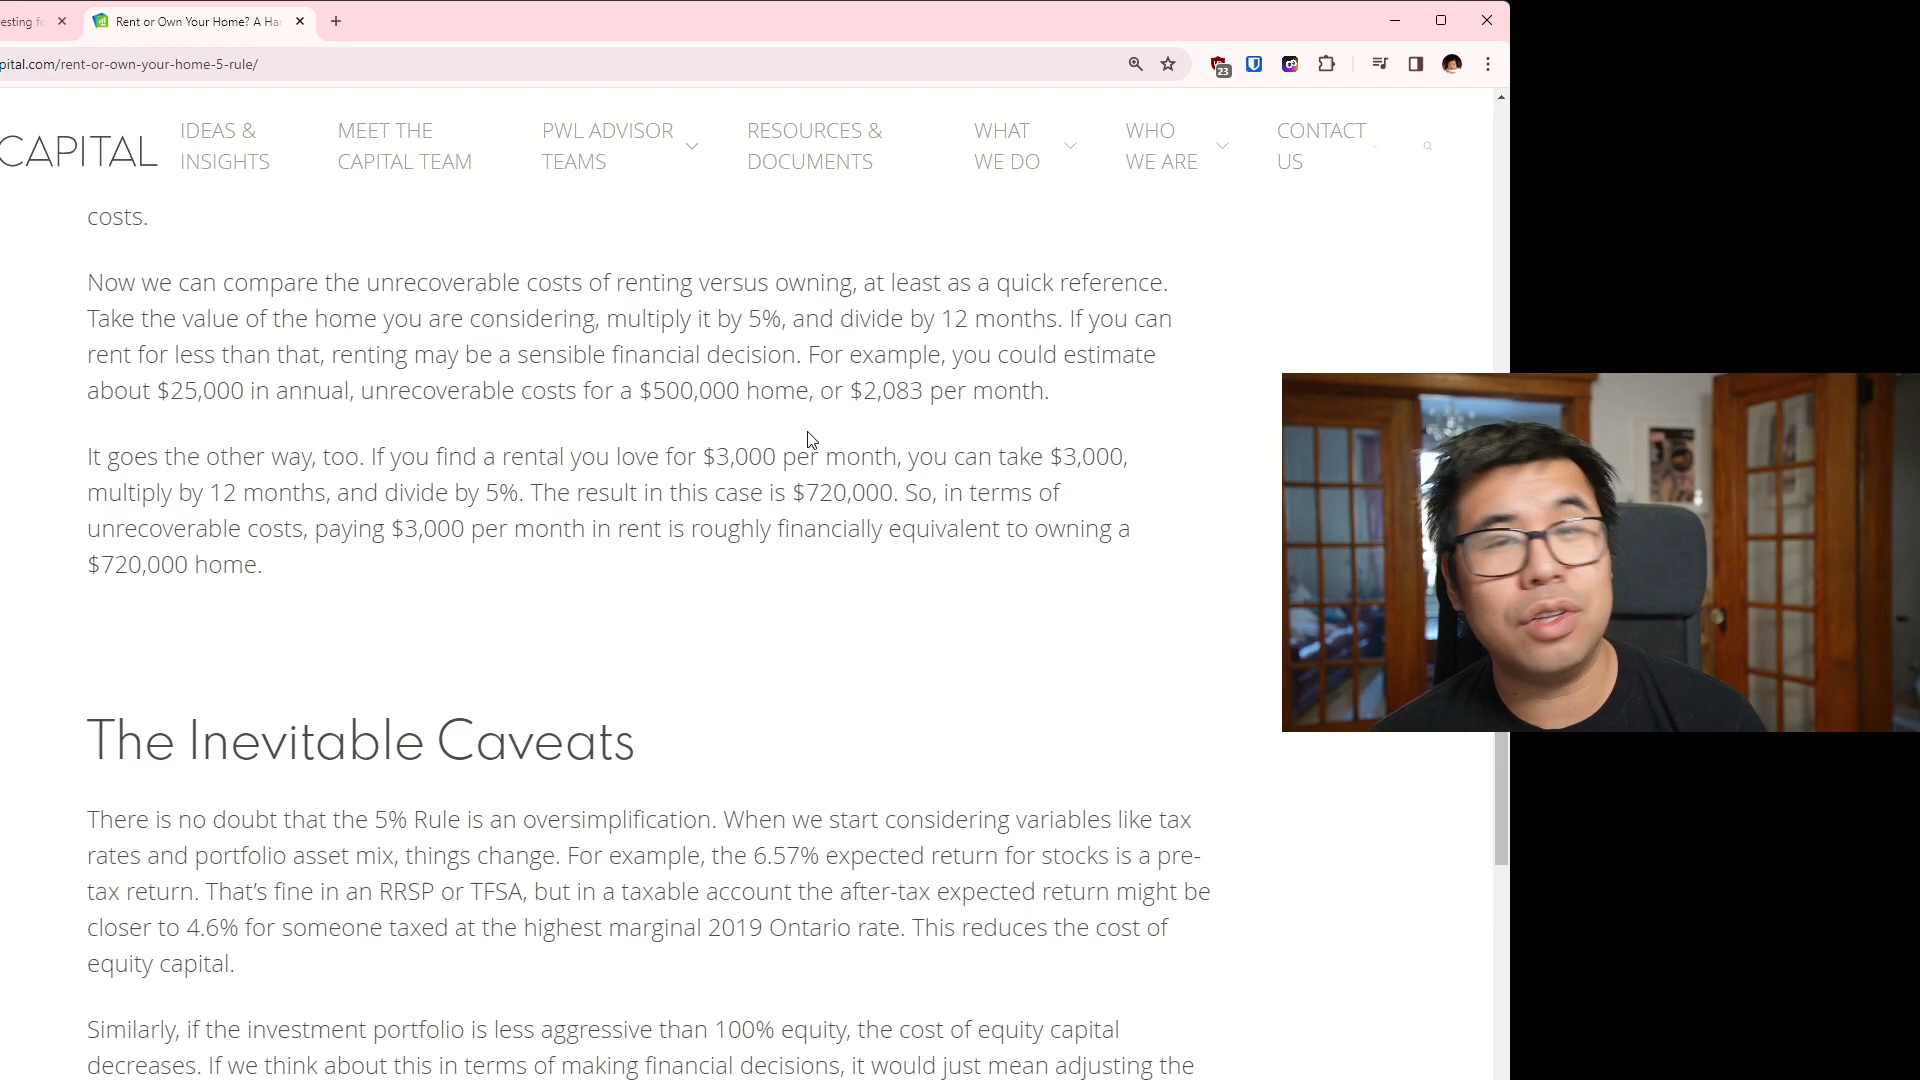 esting fo
Rent or Own Your Home? A Har
pital.com/rent-or-own-your-home-5-rule/
23
CAPITAL
IDEAS &
INSIGHTS
MEET THE
CAPITAL TEAM
PWL ADVISOR
TEAMS
RESOURCES &
DOCUMENTS
WHAT
WE DO
WHO
WE ARE
CONTACT
US
costs.
Now we can compare the unrecoverable costs of renting versus owning, at least as a quick reference.
Take the value of the home you are considering, multiply it by 5%, and divide by 12 months. If you can
rent for less than that, renting may be a sensible financial decision. For example, you could estimate
about $25,000 in annual, unrecoverable costs for a $500,000 home, or $2,083 per month.
It goes the other way, too. If you find a rental you love for $3,000 per month, you can take $3,000,
multiply by 12 months, and divide by 5%. The result in this case is $720,000. So, in terms of
unrecoverable costs, paying $3,000 per month in rent is roughly financially equivalent to owning a
$720,000 home.
The Inevitable Caveats
There is no doubt that the 5% Rule is an oversimplification. When we start considering variables like tax
rates and portfolio asset mix, things change. For example, the 6.57% expected return for stocks is a pre-
tax return. That’s fine in an RRSP or TFSA, but in a taxable account the after-tax expected return might be
closer to 4.6% for someone taxed at the highest marginal 2019 Ontario rate. This reduces the cost of
equity capital.
Similarly, if the investment portfolio is less aggressive than 100% equity, the cost of equity capital
decreases. If we think about this in terms of making financial decisions, it would just mean adjusting the